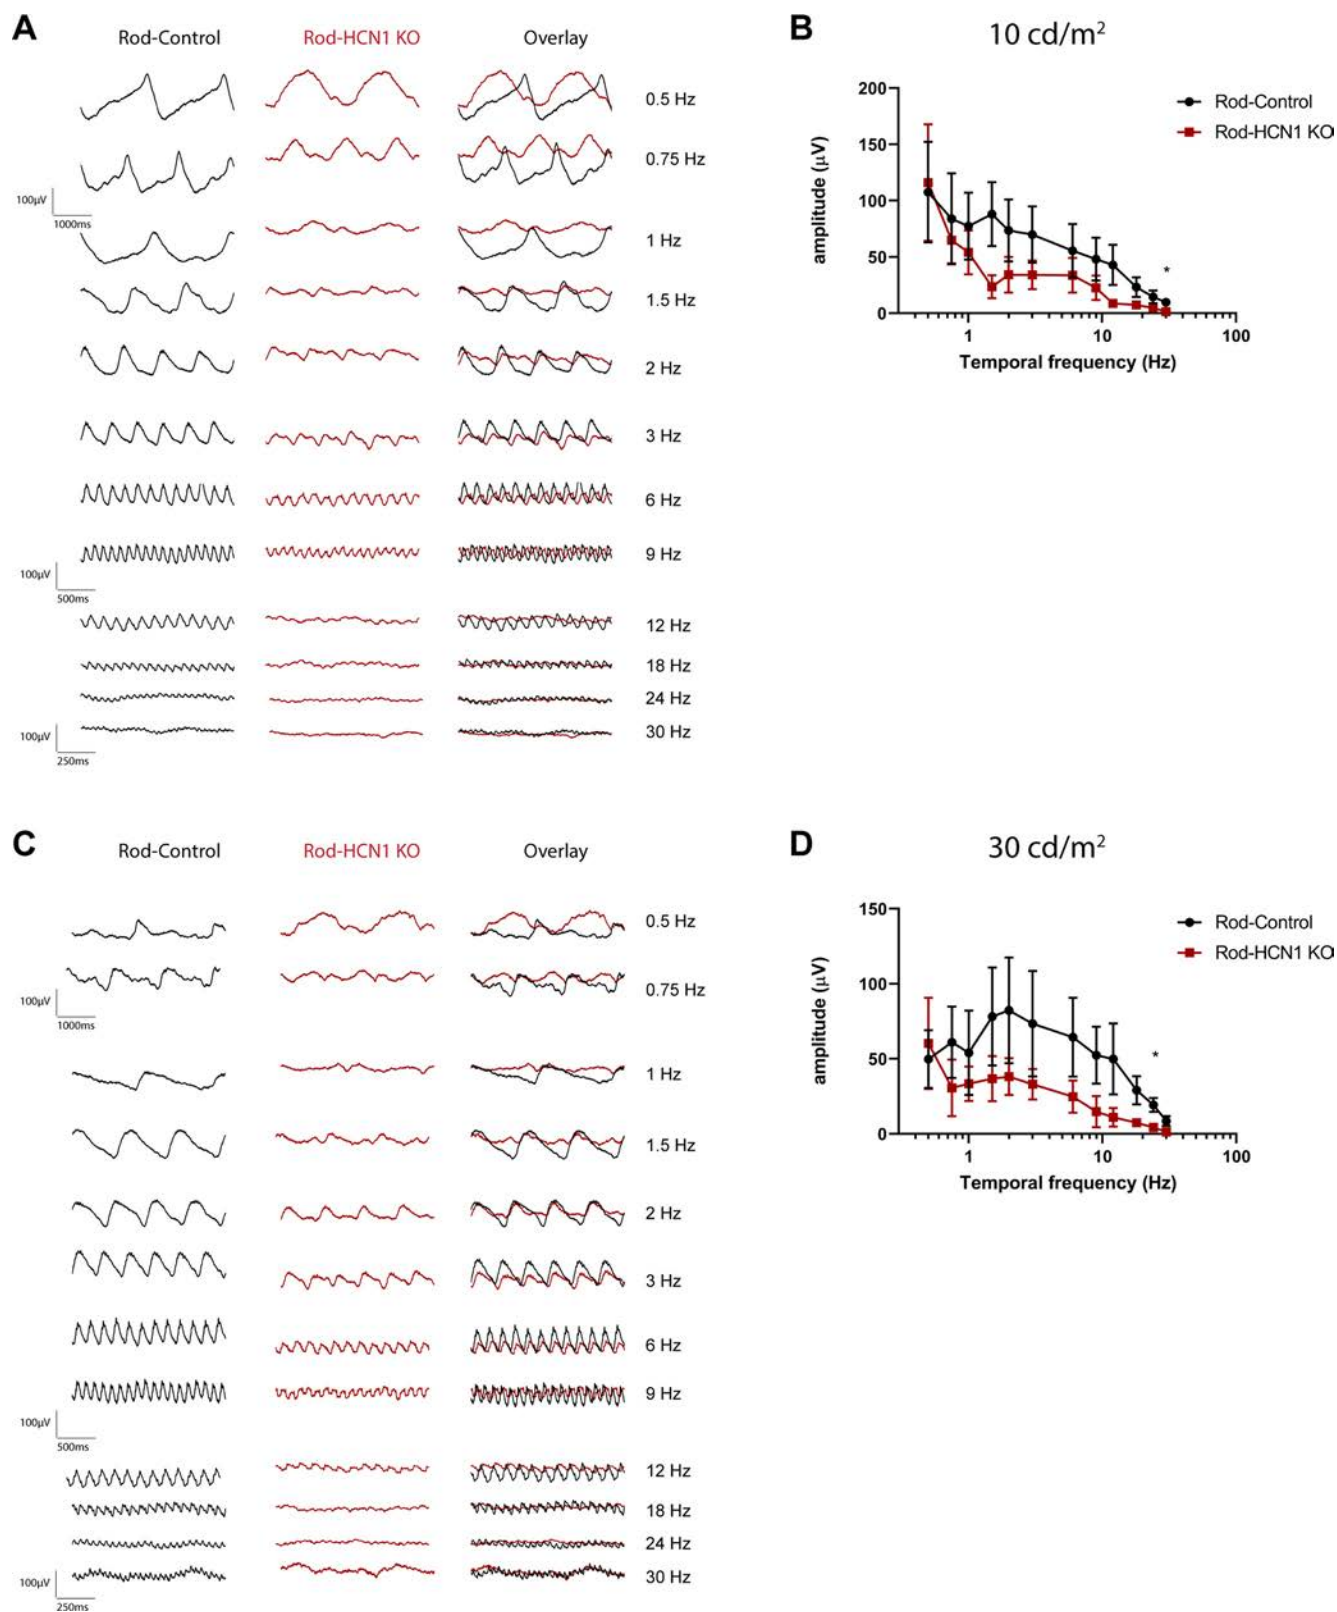 A
Rod-Control
Rod-HCN1 KO
Overlay
0.5 Hz
0.75 Hz
100µV
1000ms
1 Hz
1.5 Hz
2 Hz
3 Hz
6 Hz
9 Hz
100µV
500ms
12 Hz
18 Hz
24 Hz
30 Hz
100µV
250ms
B
10 cd/m²
200
150
100
50
0
amplitude (µV)
1
10
100
Temporal frequency (Hz)
Rod-Control
Rod-HCN1 KO
*
C
Rod-Control
Rod-HCN1 KO
Overlay
0.5 Hz
0.75 Hz
100µV
1000ms
1 Hz
1.5 Hz
2 Hz
3 Hz
6 Hz
9 Hz
100µV
500ms
12 Hz
18 Hz
24 Hz
30 Hz
100µV
250ms
D
30 cd/m²
150
100
50
0
amplitude (µV)
1
10
100
Temporal frequency (Hz)
Rod-Control
Rod-HCN1 KO
*